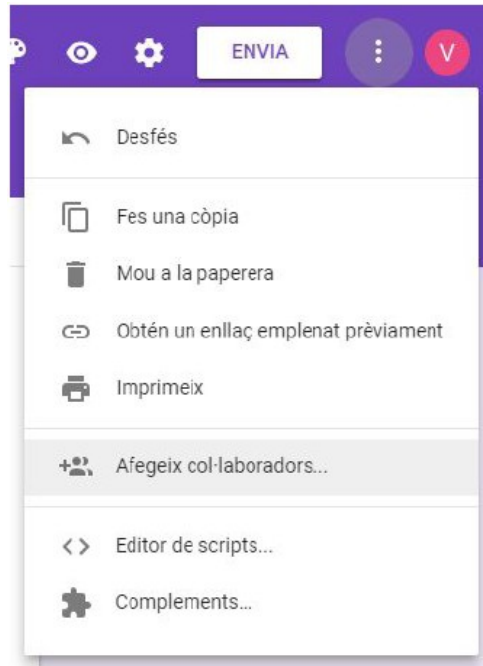 ENVIA
V
Desfés
Fes una còpia
Mou a la paperera
Obtén un enllaç emplenat prèviament
Imprimeix
Afegeix col·laboradors...
Editor de scripts...
Complements...